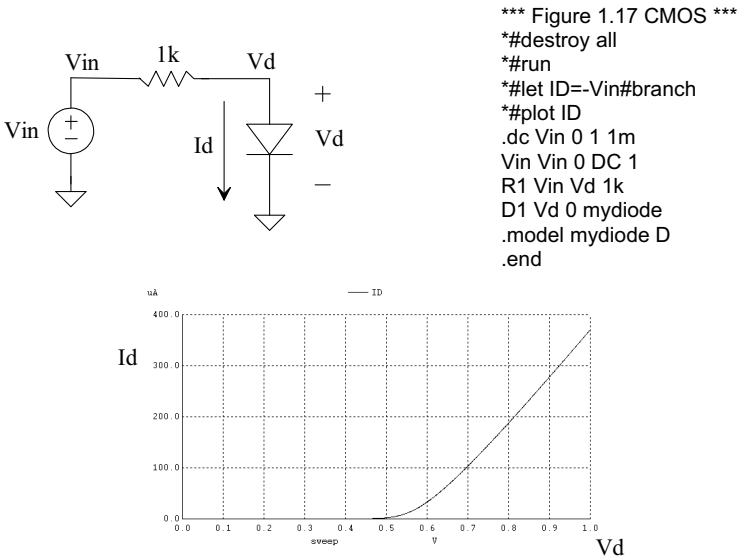 *** Figure 1.17 CMOS ***
*#destroy all
*#run
*#let ID=-Vin#branch
*#plot ID
.dc Vin 0 1 1m
Vin Vin 0 DC 1
R1 Vin Vd 1k
D1 Vd 0 mydiode
.model mydiode D
.end
Vin 1k Vd
+
Vin + Id Vd
−
−
uA ID
400.0
Id 300.0
200.0
100.0
0.0
0.0 0.1 0.2 0.3 0.4 0.5 0.6 0.7 0.8 0.9 1.0
sweep V Vd